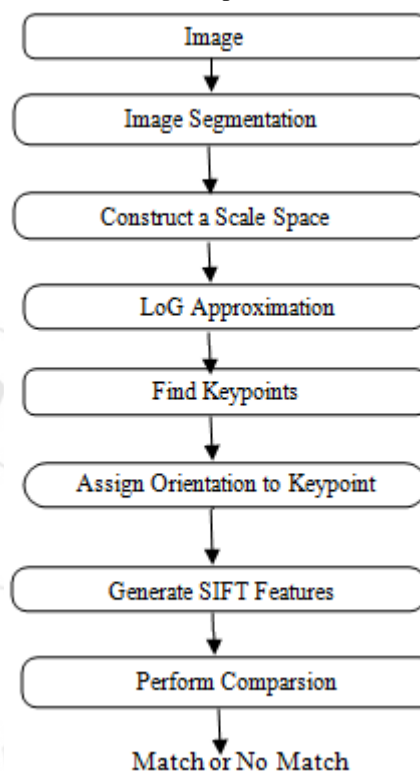 Image
Image Segmentation
Construct a Scale Space
LoG Approximation
Find Keypoints
Assign Orientation to Keypoint
Generate SIFT Features
Perform Comparsion
Match or No Match